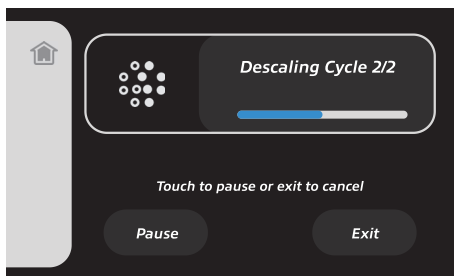 Descaling Cycle 2/2
Touch to pause or exit to cancel
Pause
Exit